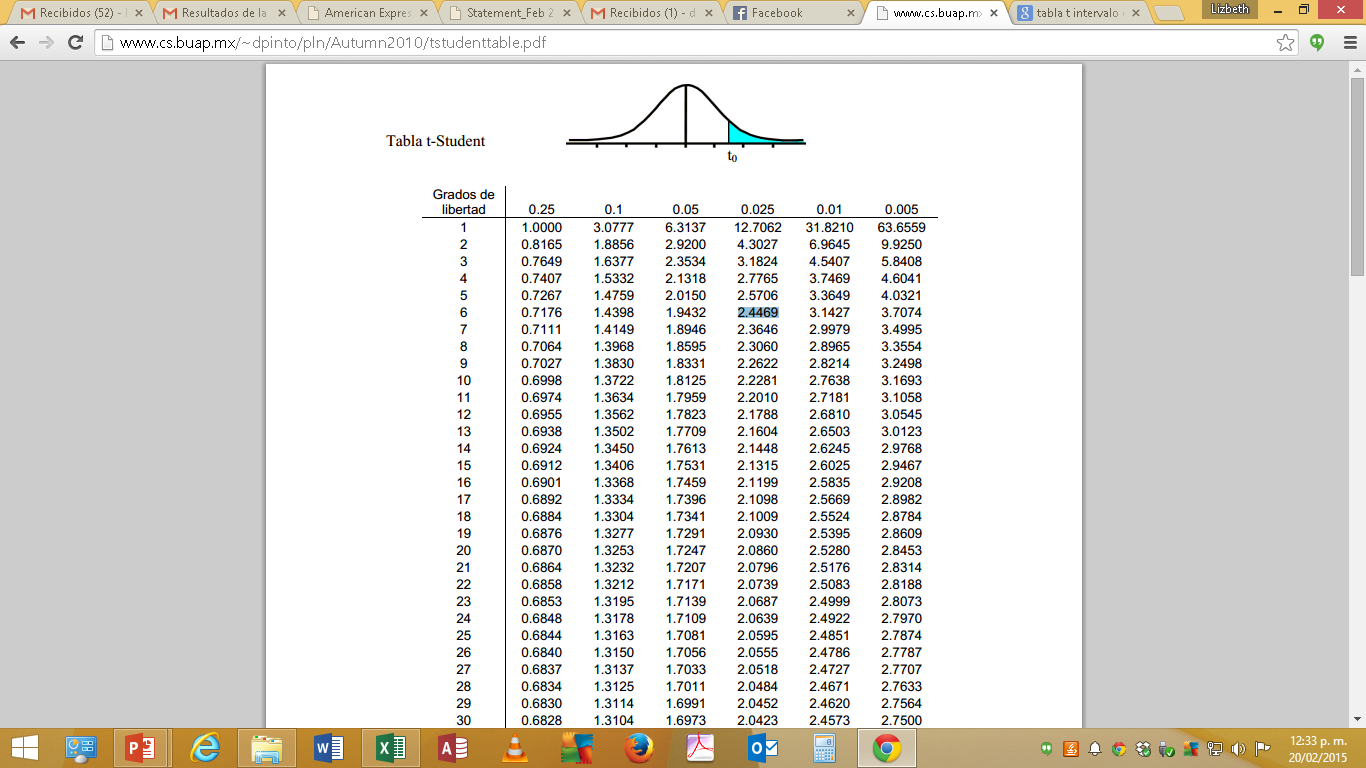 Recibidos (52) -
Resultados de la
American Expres
Statement_Feb 2
Recibidos (1) - d
Facebook
www.cs.buap.mx
tabla t intervalo
Lizbeth
www.cs.buap.mx/~dpinto/pln/Autumn2010/tstudenttable.pdf
Tabla t-Student
t0
Grados de
libertad 0.25 0.1 0.05 0.025 0.01 0.005
1 1.0000 3.0777 6.3137 12.7062 31.8210 63.6559
2 0.8165 1.8856 2.9200 4.3027 6.9645 9.9250
3 0.7649 1.6377 2.3534 3.1824 4.5407 5.8408
4 0.7407 1.5332 2.1318 2.7765 3.7469 4.6041
5 0.7267 1.4759 2.0150 2.5706 3.3649 4.0321
6 0.7176 1.4398 1.9432 2.4469 3.1427 3.7074
7 0.7111 1.4149 1.8946 2.3646 2.9979 3.4995
8 0.7064 1.3968 1.8595 2.3060 2.8965 3.3554
9 0.7027 1.3830 1.8331 2.2622 2.8214 3.2498
10 0.6998 1.3722 1.8125 2.2281 2.7638 3.1693
11 0.6974 1.3634 1.7959 2.2010 2.7181 3.1058
12 0.6955 1.3562 1.7823 2.1788 2.6810 3.0545
13 0.6938 1.3502 1.7709 2.1604 2.6503 3.0123
14 0.6924 1.3450 1.7613 2.1448 2.6245 2.9768
15 0.6912 1.3406 1.7531 2.1315 2.6025 2.9467
16 0.6901 1.3368 1.7459 2.1199 2.5835 2.9208
17 0.6892 1.3334 1.7396 2.1098 2.5669 2.8982
18 0.6884 1.3304 1.7341 2.1009 2.5524 2.8784
19 0.6876 1.3277 1.7291 2.0930 2.5395 2.8609
20 0.6870 1.3253 1.7247 2.0860 2.5280 2.8453
21 0.6864 1.3232 1.7207 2.0796 2.5176 2.8314
22 0.6858 1.3212 1.7171 2.0739 2.5083 2.8188
23 0.6853 1.3195 1.7139 2.0687 2.4999 2.8073
24 0.6848 1.3178 1.7109 2.0639 2.4922 2.7970
25 0.6844 1.3163 1.7081 2.0595 2.4851 2.7874
26 0.6840 1.3150 1.7056 2.0555 2.4786 2.7787
27 0.6837 1.3137 1.7033 2.0518 2.4727 2.7707
28 0.6834 1.3125 1.7011 2.0484 2.4671 2.7633
29 0.6830 1.3114 1.6991 2.0452 2.4620 2.7564
30 0.6828 1.3104 1.6973 2.0423 2.4573 2.7500
12:33 p. m.
20/02/2015